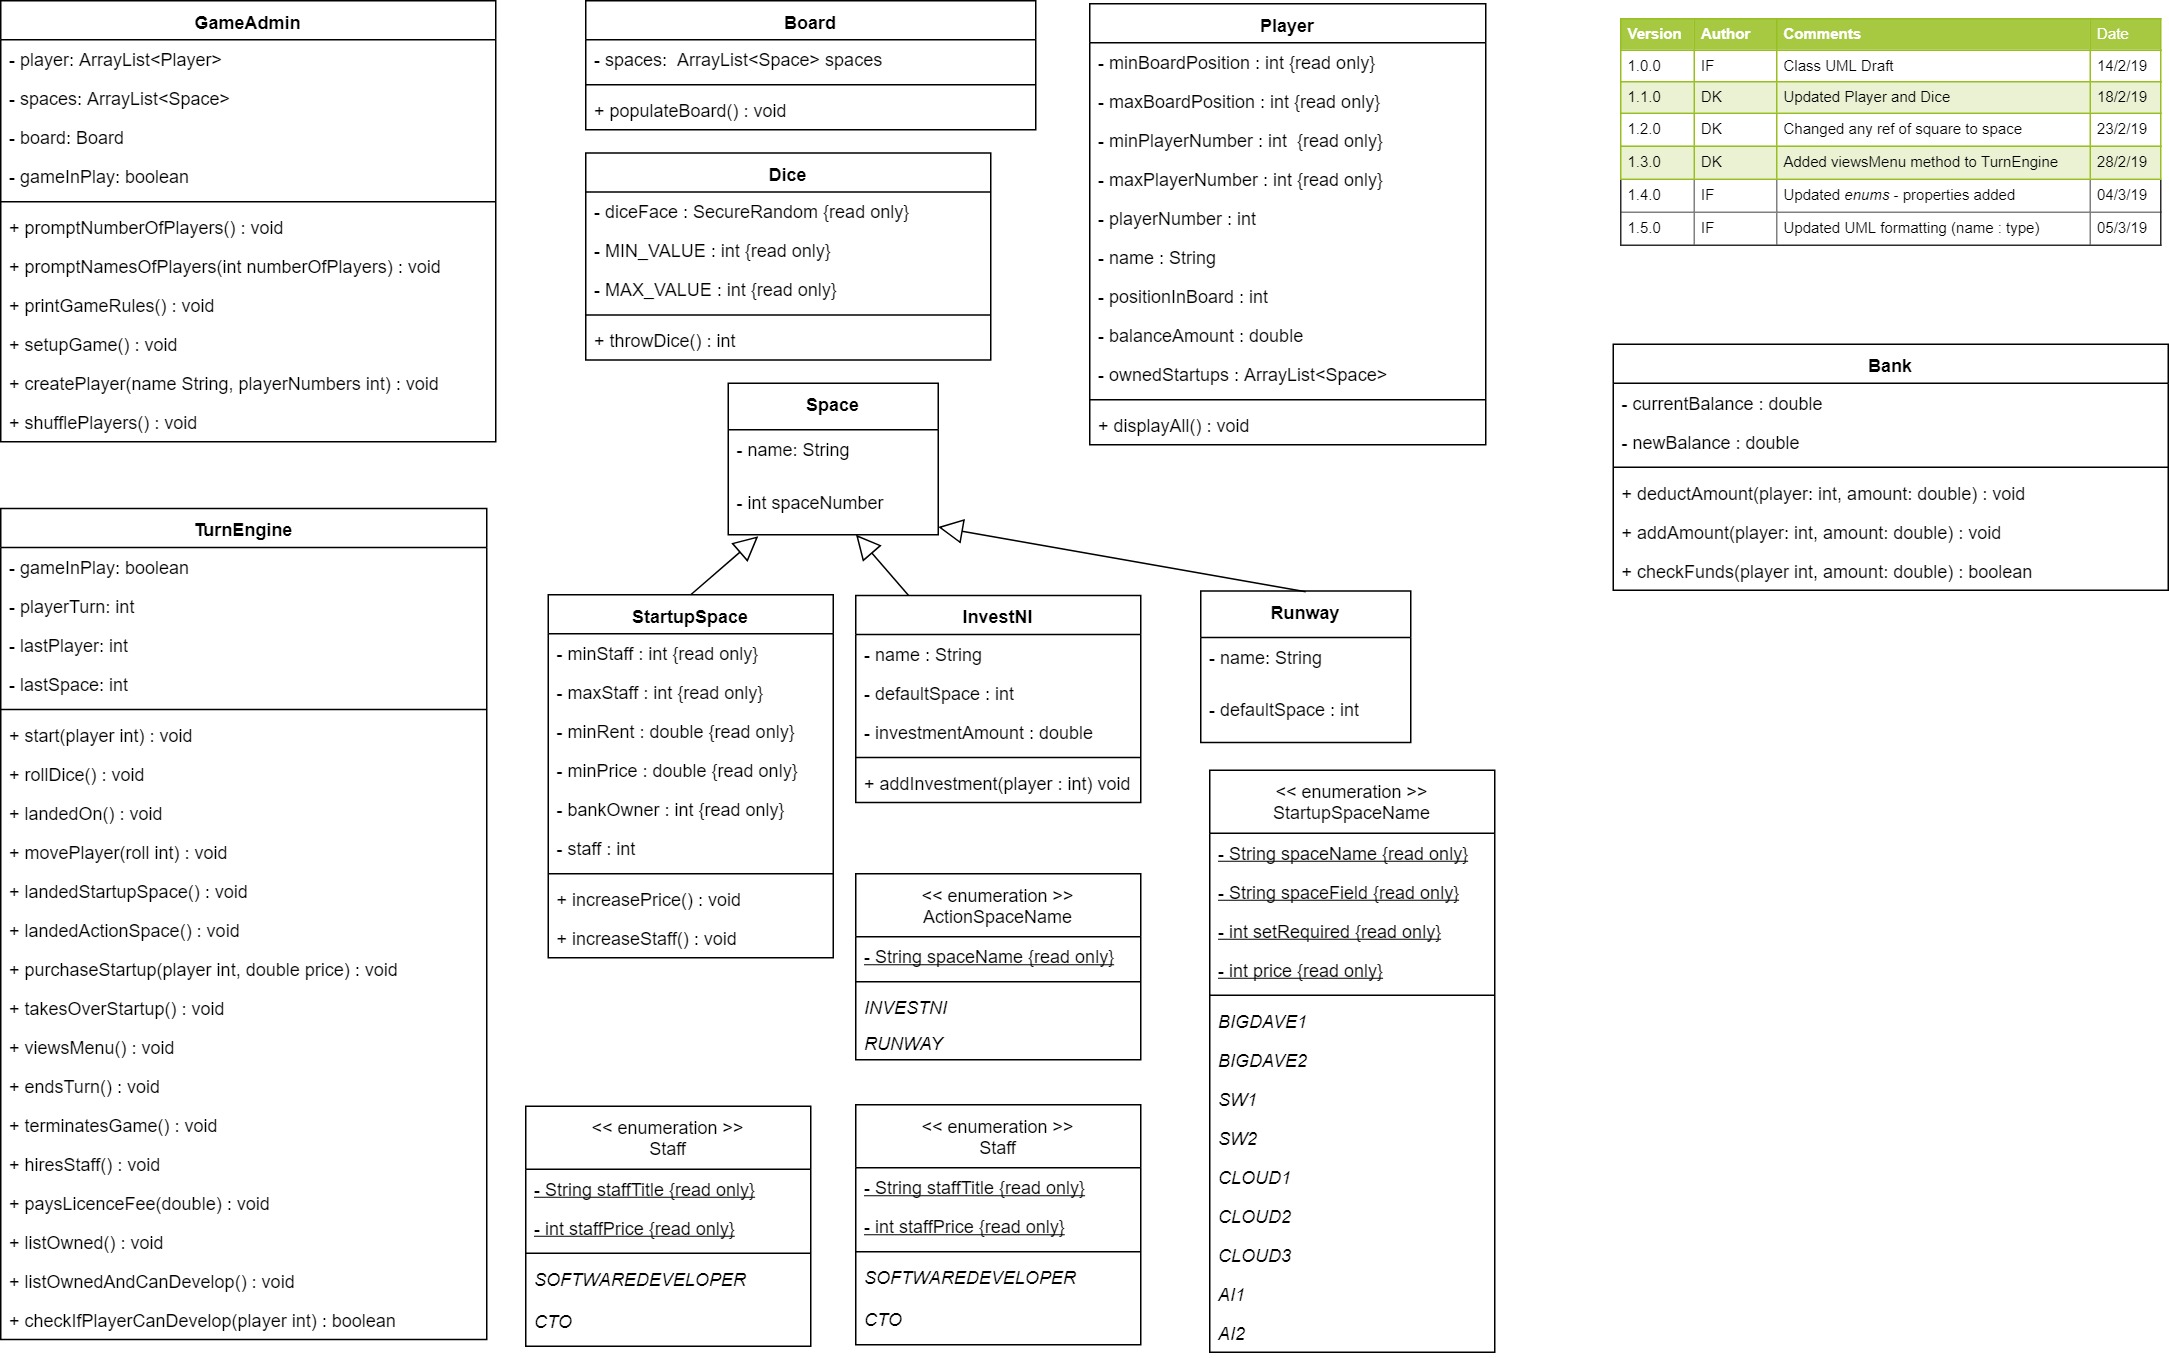 GameAdmin
- player: ArrayList<Player>
- spaces: ArrayList<Space>
- board: Board
- gameInPlay: boolean
+ promptNumberOfPlayers() : void
+ promptNamesOfPlayers(int numberOfPlayers) : void
+ printGameRules() : void
+ setupGame() : void
+ createPlayer(name String, playerNumbers int) : void
+ shufflePlayers() : void
Board
- spaces:  ArrayList<Space> spaces
+ populateBoard() : void
Dice
- diceFace : SecureRandom {read only}
- MIN_VALUE : int {read only}
- MAX_VALUE : int {read only}
+ throwDice() : int
Player
- minBoardPosition : int {read only}
- maxBoardPosition : int {read only}
- minPlayerNumber : int  {read only}
- maxPlayerNumber : int {read only}
- playerNumber : int
- name : String
- positionInBoard : int
- balanceAmount : double
- ownedStartups : ArrayList<Space>
+ displayAll() : void
Version Author Comments Date
1.0.0 IF Class UML Draft 14/2/19
1.1.0 DK Updated Player and Dice 18/2/19
1.2.0 DK Changed any ref of square to space 23/2/19
1.3.0 DK Added viewsMenu method to TurnEngine 28/2/19
1.4.0 IF Updated enums - properties added 04/3/19
1.5.0 IF Updated UML formatting (name : type) 05/3/19
Bank
- currentBalance : double
- newBalance : double
+ deductAmount(player: int, amount: double) : void
+ addAmount(player: int, amount: double) : void
+ checkFunds(player int, amount: double) : boolean
Space
- name: String
- int spaceNumber
TurnEngine
- gameInPlay: boolean
- playerTurn: int
- lastPlayer: int
- lastSpace: int
+ start(player int) : void
+ rollDice() : void
+ landedOn() : void
+ movePlayer(roll int) : void
+ landedStartupSpace() : void
+ landedActionSpace() : void
+ purchaseStartup(player int, double price) : void
+ takesOverStartup() : void
+ viewsMenu() : void
+ endsTurn() : void
+ terminatesGame() : void
+ hiresStaff() : void
+ paysLicenceFee(double) : void
+ listOwned() : void
+ listOwnedAndCanDevelop() : void
+ checkIfPlayerCanDevelop(player int) : boolean
StartupSpace
- minStaff : int {read only}
- maxStaff : int {read only}
- minRent : double {read only}
- minPrice : double {read only}
- bankOwner : int {read only}
- staff : int
+ increasePrice() : void
+ increaseStaff() : void
InvestNI
- name : String
- defaultSpace : int
- investmentAmount : double
+ addInvestment(player : int) void
Runway
- name: String
- defaultSpace : int
<< enumeration >>
ActionSpaceName
- String spaceName {read only}
INVESTNI
RUNWAY
<< enumeration >>
StartupSpaceName
- String spaceName {read only}
- String spaceField {read only}
- int setRequired {read only}
- int price {read only}
BIGDAVE1
BIGDAVE2
SW1
SW2
CLOUD1
CLOUD2
CLOUD3
AI1
AI2
<< enumeration >>
Staff
- String staffTitle {read only}
- int staffPrice {read only}
SOFTWAREDEVELOPER
CTO
<< enumeration >>
Staff
- String staffTitle {read only}
- int staffPrice {read only}
SOFTWAREDEVELOPER
CTO